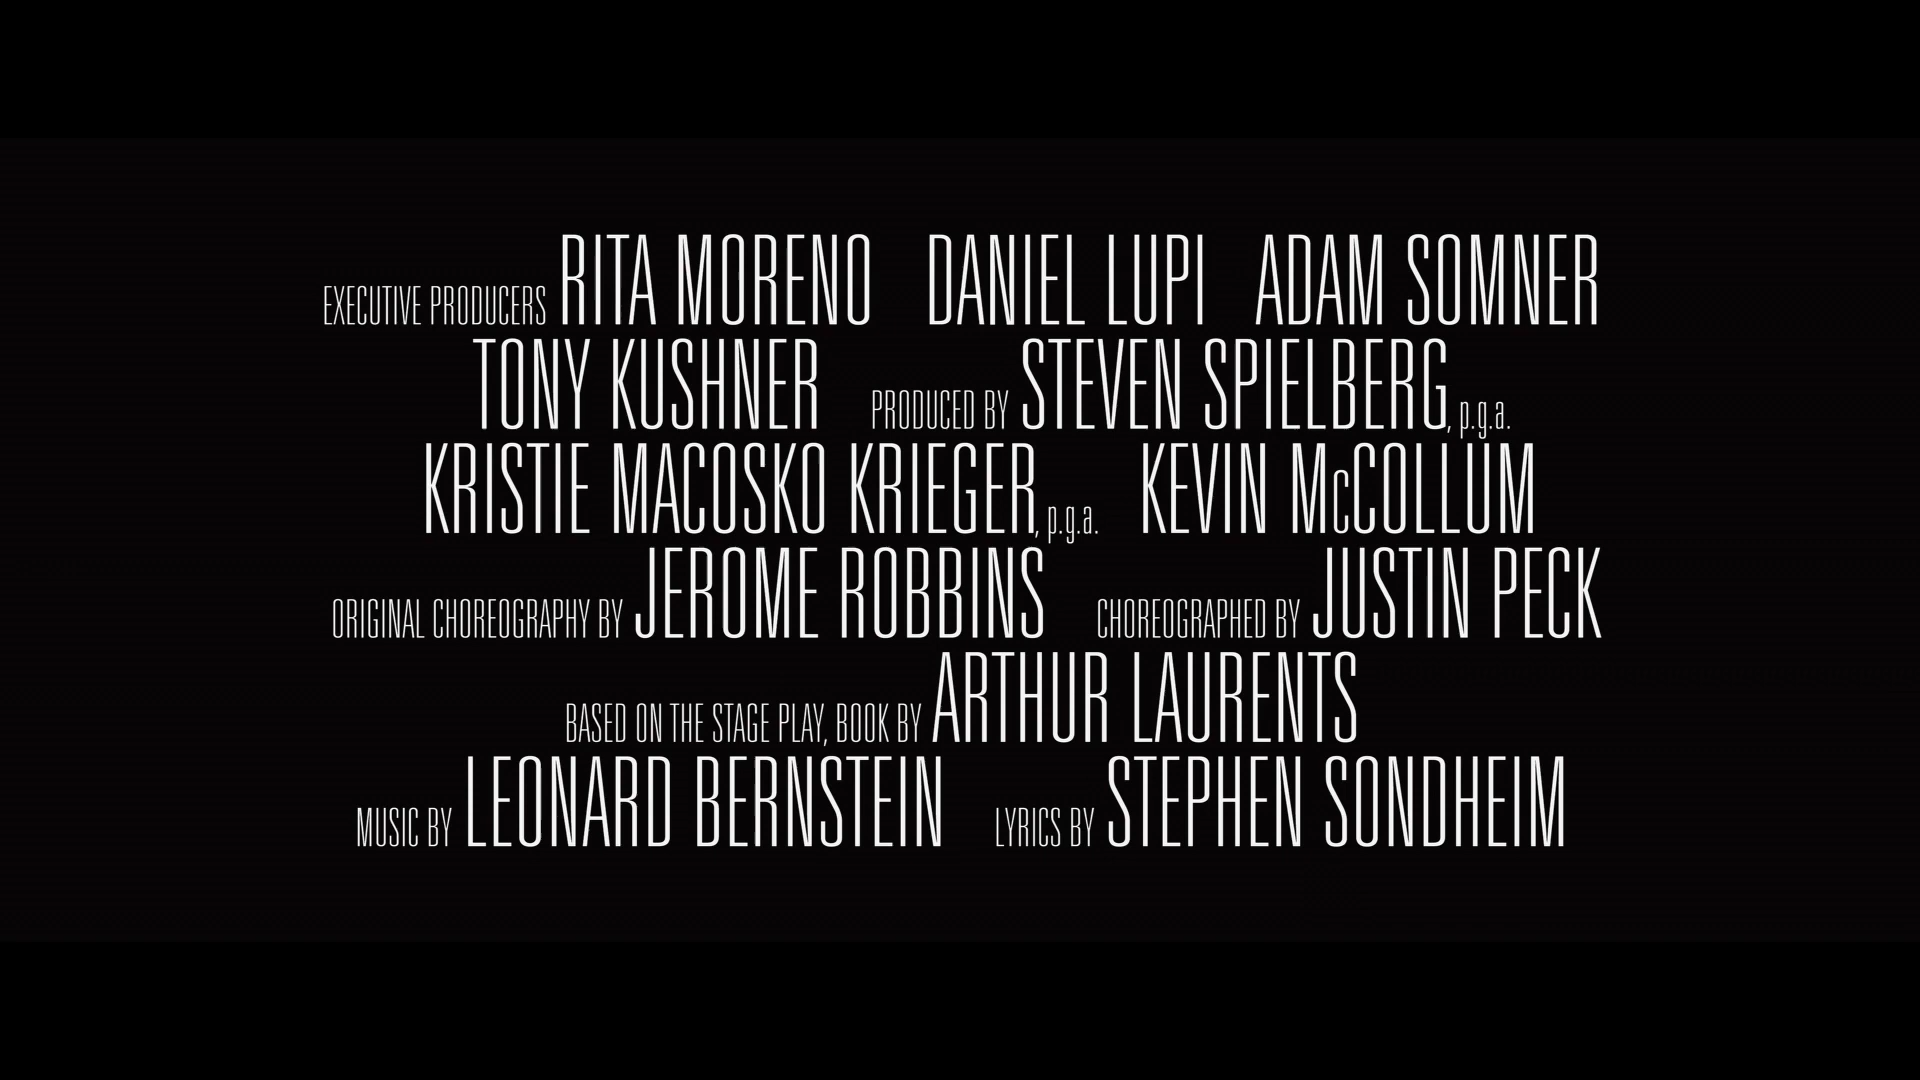 EXECUTIVE PRODUCERS RITA MORENO DANIEL LUPI ADAM SOMNER
TONY KUSHNER PRODUCED BY STEVEN SPIELBERG, p.g.a.
KRISTIE MACOSKO KRIEGER, p.g.a. KEVIN McCOLLUM
ORIGINAL CHOREOGRAPHY BY JEROME ROBBINS CHOREOGRAPHED BY JUSTIN PECK
BASED ON THE STAGE PLAY, BOOK BY ARTHUR LAURENTS
MUSIC BY LEONARD BERNSTEIN LYRICS BY STEPHEN SONDHEIM